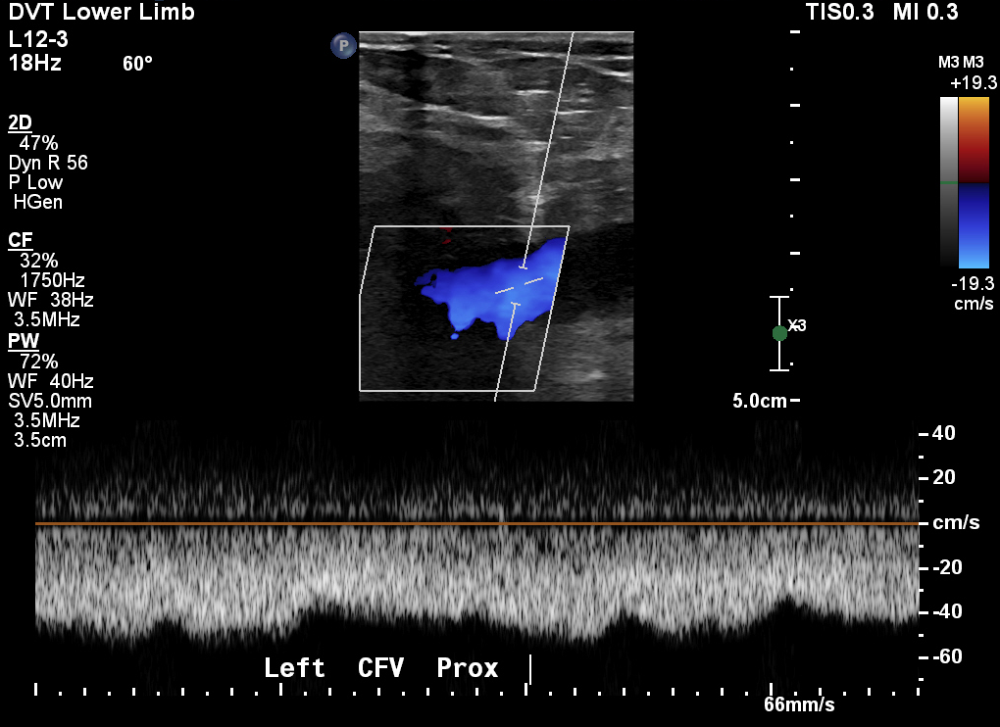 DVT Lower Limb
TIS0.3 MI 0.3
L12-3
18Hz 60°
P
M3 M3
+19.3
2D
47%
Dyn R 56
P Low
HGen
CF
32%
1750Hz
WF 38Hz
3.5MHz
-19.3
cm/s
X3
PW
72%
WF 40Hz
SV5.0mm
3.5MHz
3.5cm
5.0cm
40
20
cm/s
-20
-40
-60
Left CFV Prox
66mm/s